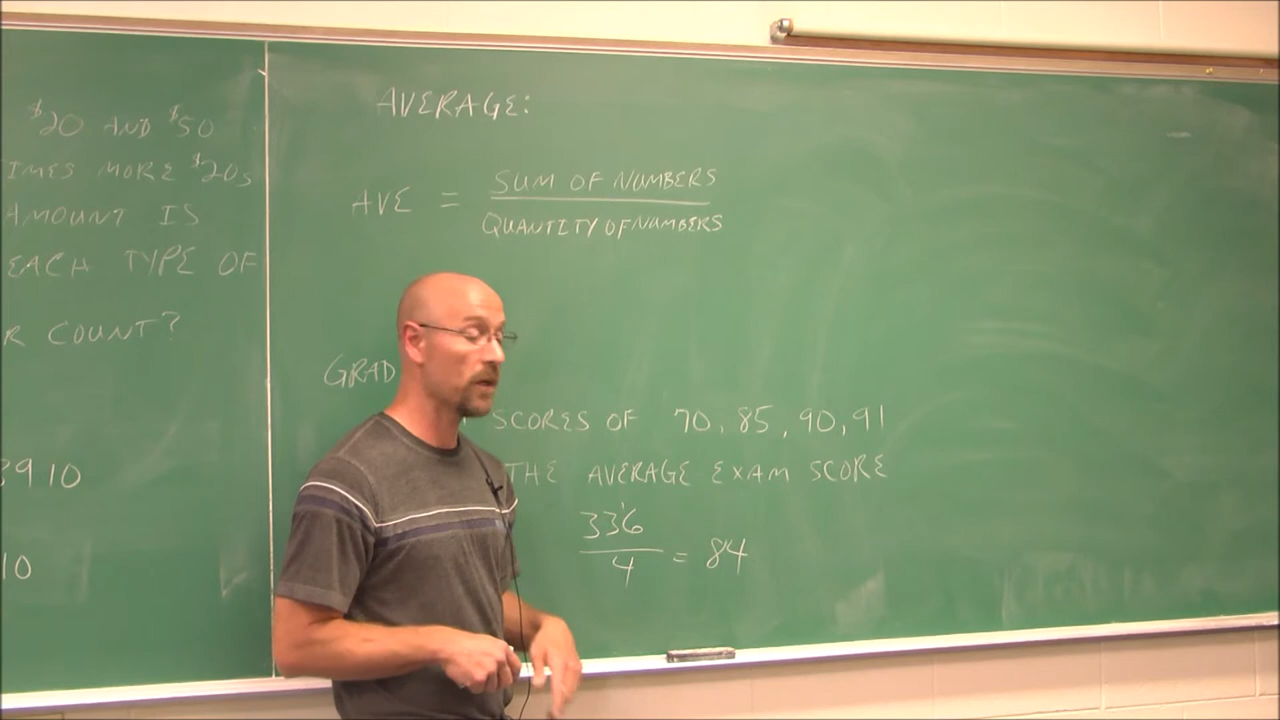 $20 AND $50
IMES MORE $20s
AMOUNT IS
EACH TYPE OF
R COUNT?
8910
10
AVERAGE:
AVE = SUM OF NUMBERS
QUANTITY OF NUMBERS
GRAD
SCORES OF 70, 85, 90, 91
THE AVERAGE EXAM SCORE
336
4 = 84